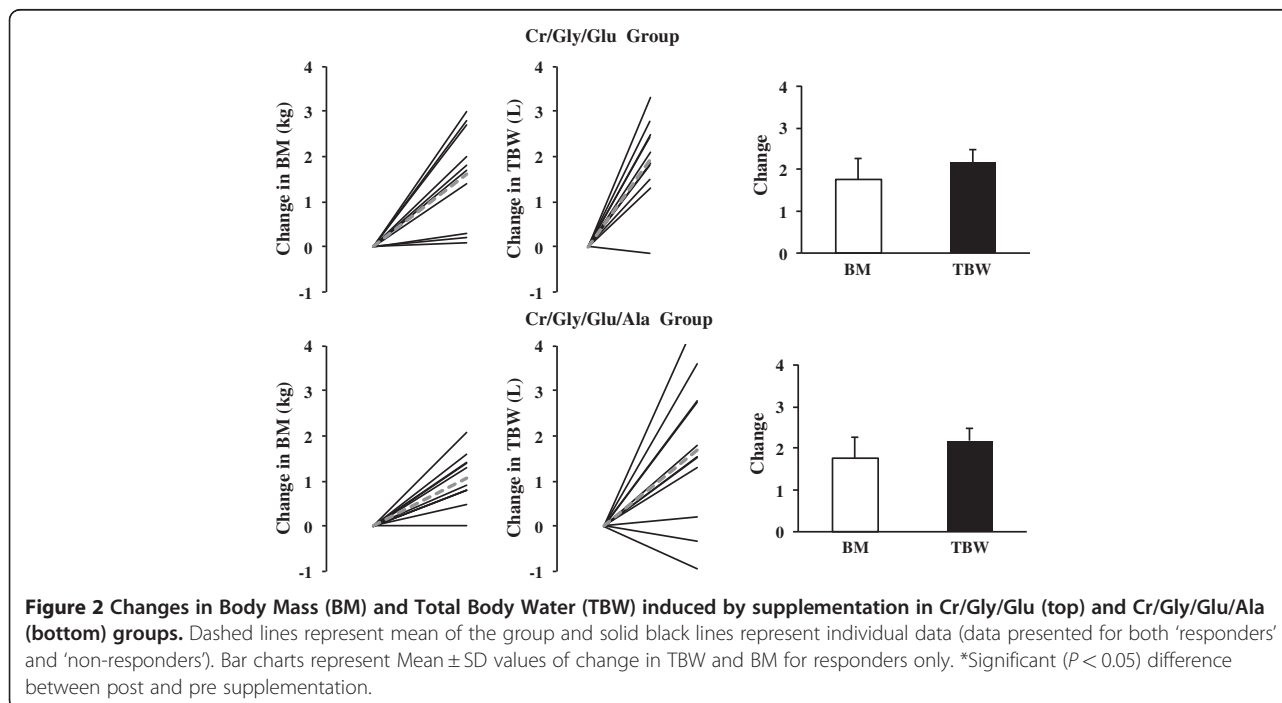 Cr/Gly/Glu Group
Change in BM (kg)
4
3
2
1
0
-1
Change in TBW (L)
4
3
2
1
0
-1
Change
4
3
2
1
0
BM TBW
Cr/Gly/Glu/Ala Group
Change in BM (kg)
4
3
2
1
0
-1
Change in TBW (L)
4
3
2
1
0
-1
Change
4
3
2
1
0
BM TBW
Figure 2 Changes in Body Mass (BM) and Total Body Water (TBW) induced by supplementation in Cr/Gly/Glu (top) and Cr/Gly/Glu/Ala
(bottom) groups. Dashed lines represent mean of the group and solid black lines represent individual data (data presented for both ‘responders’
and ‘non-responders’). Bar charts represent Mean ± SD values of change in TBW and BM for responders only. *Significant (P < 0.05) difference
between post and pre supplementation.